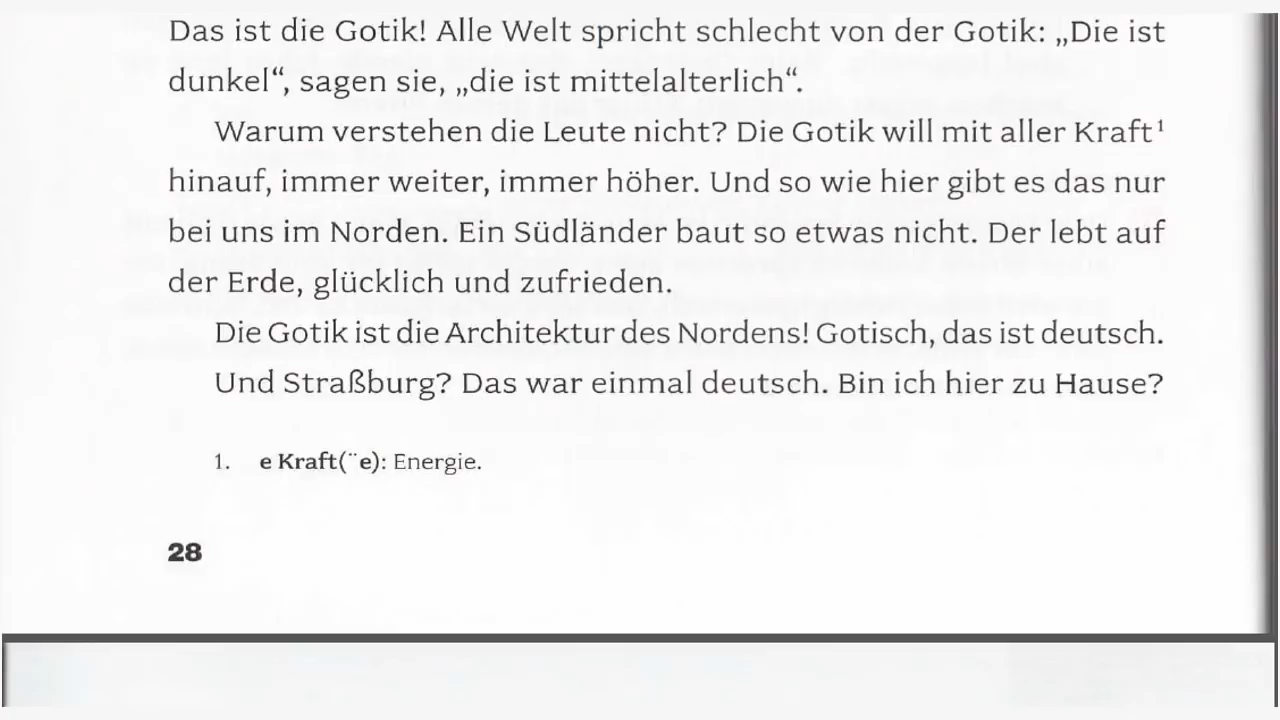 Das ist die Gotik! Alle Welt spricht schlecht von der Gotik: „Die ist
dunkel“, sagen sie, „die ist mittelalterlich“.
Warum verstehen die Leute nicht? Die Gotik will mit aller Kraft¹
hinauf, immer weiter, immer höher. Und so wie hier gibt es das nur
bei uns im Norden. Ein Südländer baut so etwas nicht. Der lebt auf
der Erde, glücklich und zufrieden.
Die Gotik ist die Architektur des Nordens! Gotisch, das ist deutsch.
Und Straßburg? Das war einmal deutsch. Bin ich hier zu Hause?
1. e Kraft(¨e): Energie.
28